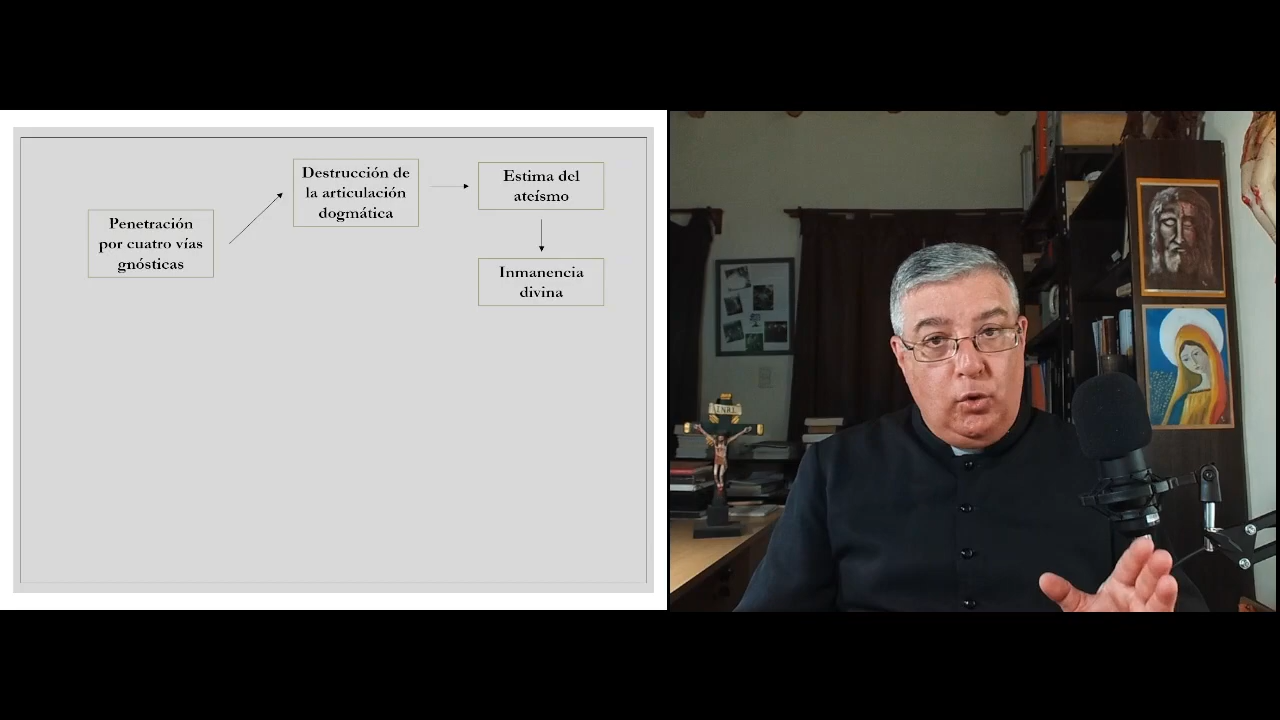 Penetración
por cuatro vías
gnósticas
Destrucción de
la articulación
dogmática
Estima del
ateísmo
Inmanencia
divina
I.N.R.I.